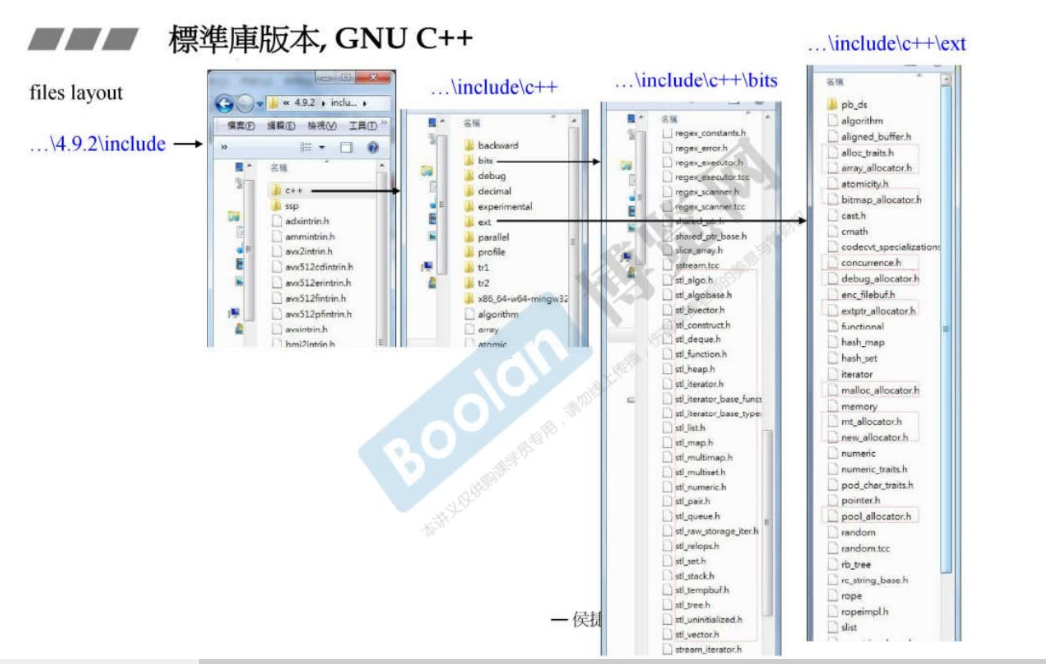 標準庫版本, GNU C++
files layout
…\4.9.2\include
« 4.9.2 ▸ inclu... ▸
檔案(F) 編輯(E) 檢視(V) 工具(T)
»
名稱
c++
ssp
adxintrin.h
ammintrin.h
avx2intrin.h
avx512cdintrin.h
avx512erintrin.h
avx512fintrin.h
avx512pfintrin.h
avxintrin.h
bmi2intrin.h
…\include\c++
名稱
backward
bits
debug
decimal
experimental
ext
parallel
profile
tr1
tr2
x86_64-w64-mingw32
algorithm
array
atomic
…\include\c++\bits
名稱
regex_constants.h
regex_error.h
regex_executor.h
regex_executor.tcc
regex_scanner.h
regex_scanner.tcc
shared_ptr.h
shared_ptr_base.h
slice_array.h
sstream.tcc
stl_algo.h
stl_algobase.h
stl_bvector.h
stl_construct.h
stl_deque.h
stl_function.h
stl_heap.h
stl_iterator.h
stl_iterator_base_funcs
stl_iterator_base_types
stl_list.h
stl_map.h
stl_multimap.h
stl_multiset.h
stl_numeric.h
stl_pair.h
stl_queue.h
stl_raw_storage_iter.h
stl_relops.h
stl_set.h
stl_stack.h
stl_tempbuf.h
stl_tree.h
stl_uninitialized.h
stl_vector.h
stream_iterator.h
…\include\c++\ext
名稱
pb_ds
algorithm
aligned_buffer.h
alloc_traits.h
array_allocator.h
atomicity.h
bitmap_allocator.h
cast.h
cmath
codecvt_specializations
concurrence.h
debug_allocator.h
enc_filebuf.h
extptr_allocator.h
functional
hash_map
hash_set
iterator
malloc_allocator.h
memory
mt_allocator.h
new_allocator.h
numeric
numeric_traits.h
pod_char_traits.h
pointer.h
pool_allocator.h
random
random.tcc
rb_tree
rc_string_base.h
rope
ropeimpl.h
slist
Boolan
博览网
本讲义仅供购课学员专用，请勿线上传播
— 侯捷